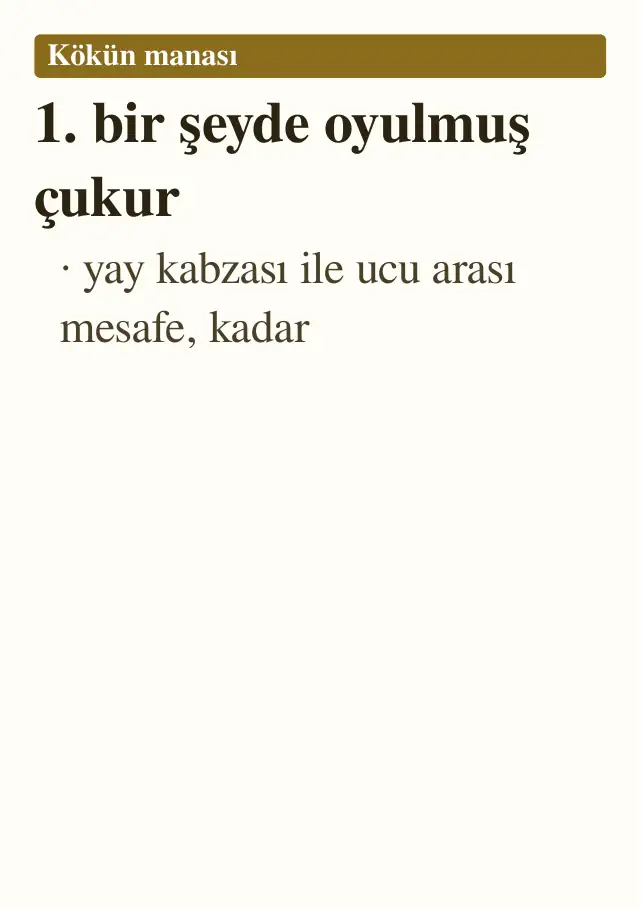 Kökün manası
1. bir şeyde oyulmuş
çukur
· yay kabzası ile ucu arası
mesafe, kadar